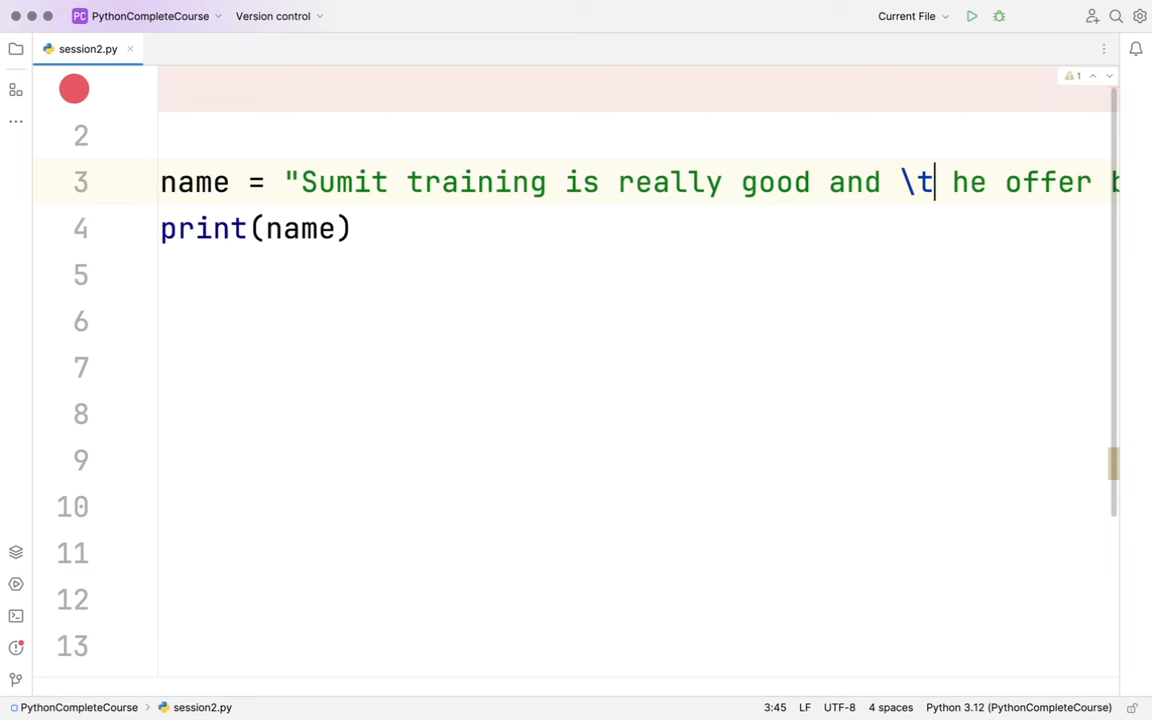 PC PythonCompleteCourse Version control Current File
session2.py
1
2
3 name = "Sumit training is really good and \t he offer b
4 print(name)
5
6
7
8
9
10
11
12
13
PythonCompleteCourse > session2.py 3:45 LF UTF-8 4 spaces Python 3.12 (PythonCompleteCourse)